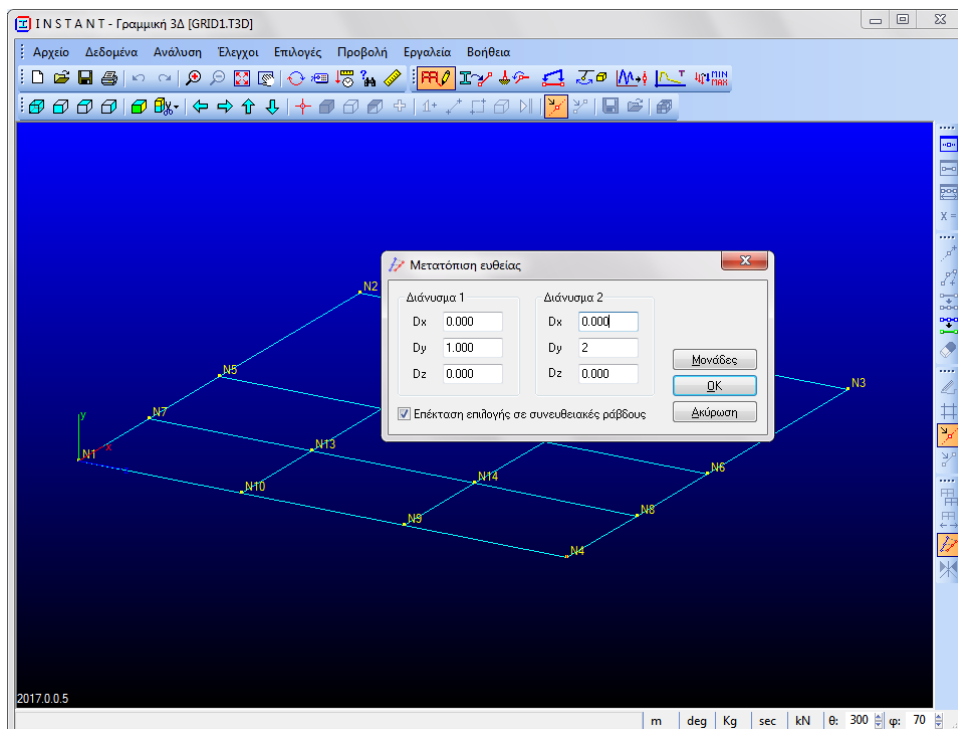 I N S T A N T - Γραμμική 3Δ [GRID1.T3D]
Αρχείο Δεδομένα Ανάλυση Έλεγχοι Επιλογές Προβολή Εργαλεία Βοήθεια
MIN
MAX
X =
Μετατόπιση ευθείας
Διάνυσμα 1 Διάνυσμα 2
Dx 0.000 Dx 0.000
Dy 1.000 Dy 2
Dz 0.000 Dz 0.000
Μονάδες
OK
Ακύρωση
Επέκταση επιλογής σε συνευθειακές ράβδους
N2
N5
N3
N7
y
x
N1
N13
N14
N6
N10
N9
N8
N4
2017.0.0.5
m deg Kg sec kN θ: 300 φ: 70